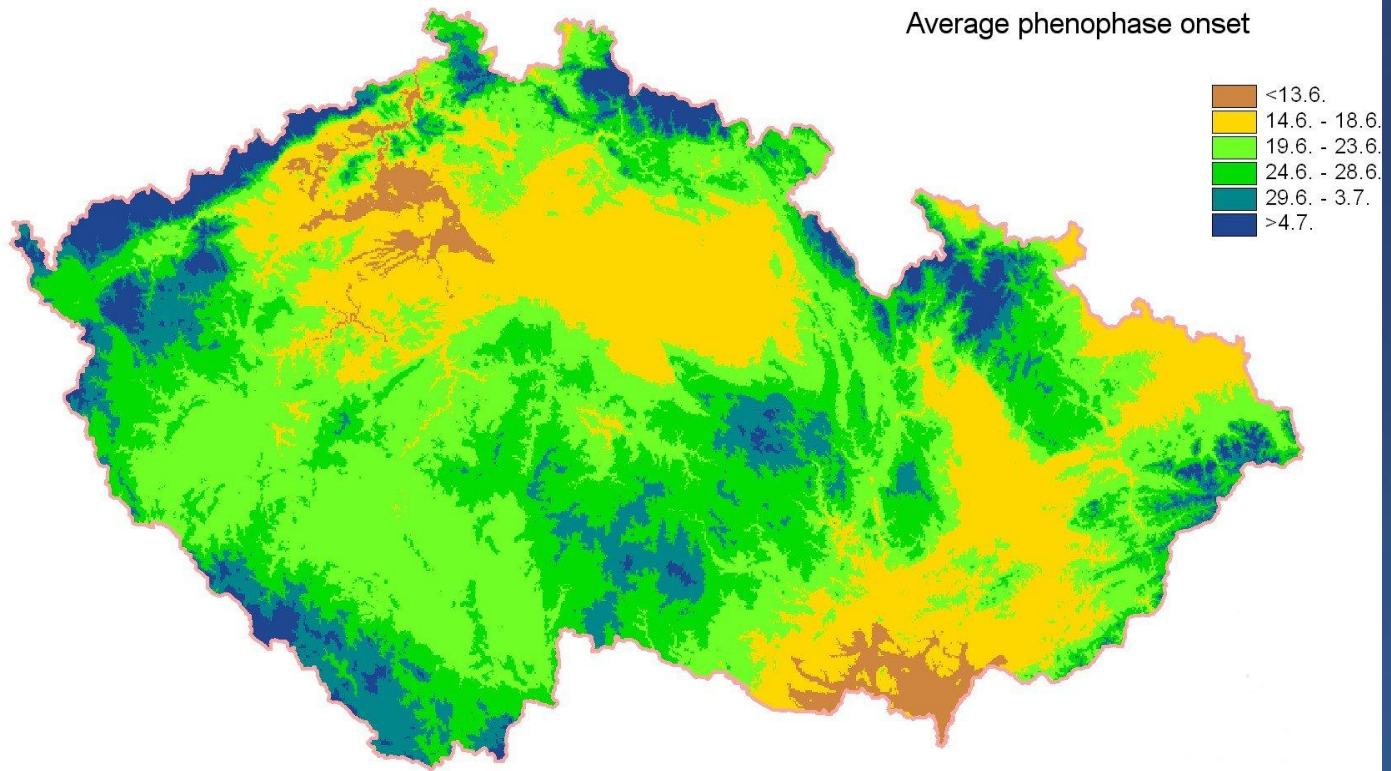 Average phenophase onset
<13.6.
14.6. - 18.6.
19.6. - 23.6.
24.6. - 28.6.
29.6. - 3.7.
>4.7.